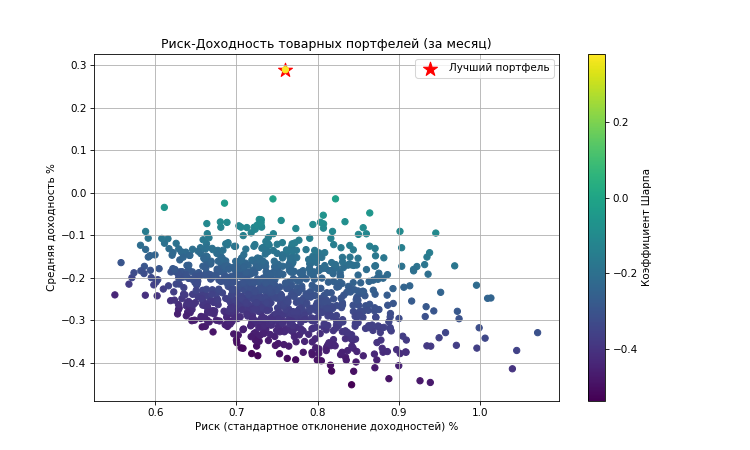 Риск-Доходность товарных портфелей (за месяц)
Лучший портфель
Средняя доходность %
0.3
0.2
0.1
0.0
−0.1
−0.2
−0.3
−0.4
0.6 0.7 0.8 0.9 1.0
Риск (стандартное отклонение доходностей) %
0.2
0.0
−0.2
−0.4
Коэффициент Шарпа